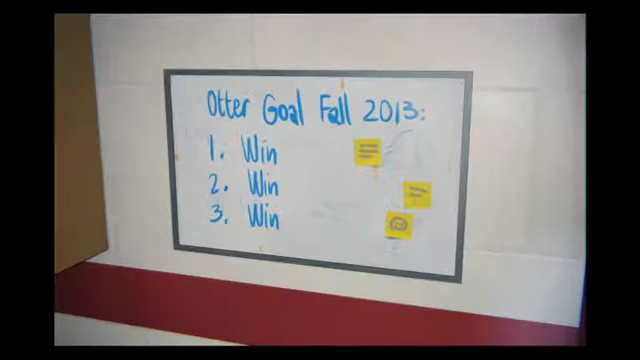 Otter Goal Fall 2013:
1. Win
2. Win
3. Win